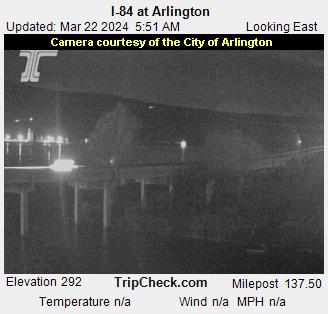 I-84 at Arlington
Updated: Mar 22 2024 5:51 AM Looking East
Camera courtesy of the City of Arlington
Elevation 292 TripCheck.com Milepost 137.50
Temperature n/a Wind n/a MPH n/a